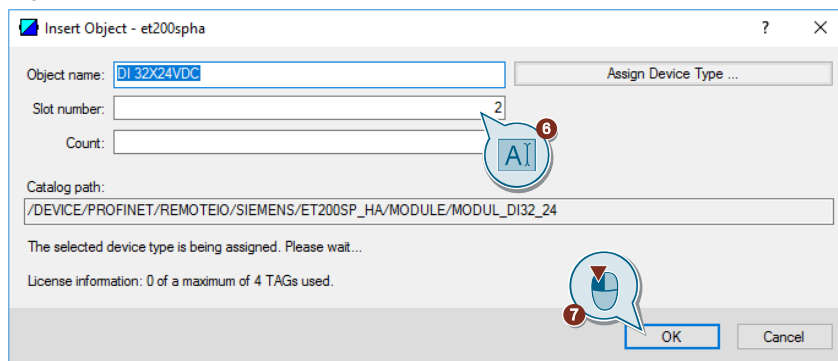 Insert Object - et200spha
Object name: DI 32X24VDC Assign Device Type ...
Slot number: 2
6
AI
Count:
Catalog path:
/DEVICE/PROFINET/REMOTEIO/SIEMENS/ET200SP_HA/MODULE/MODUL_DI32_24
The selected device type is being assigned. Please wait...
License information: 0 of a maximum of 4 TAGs used.
7
OK Cancel